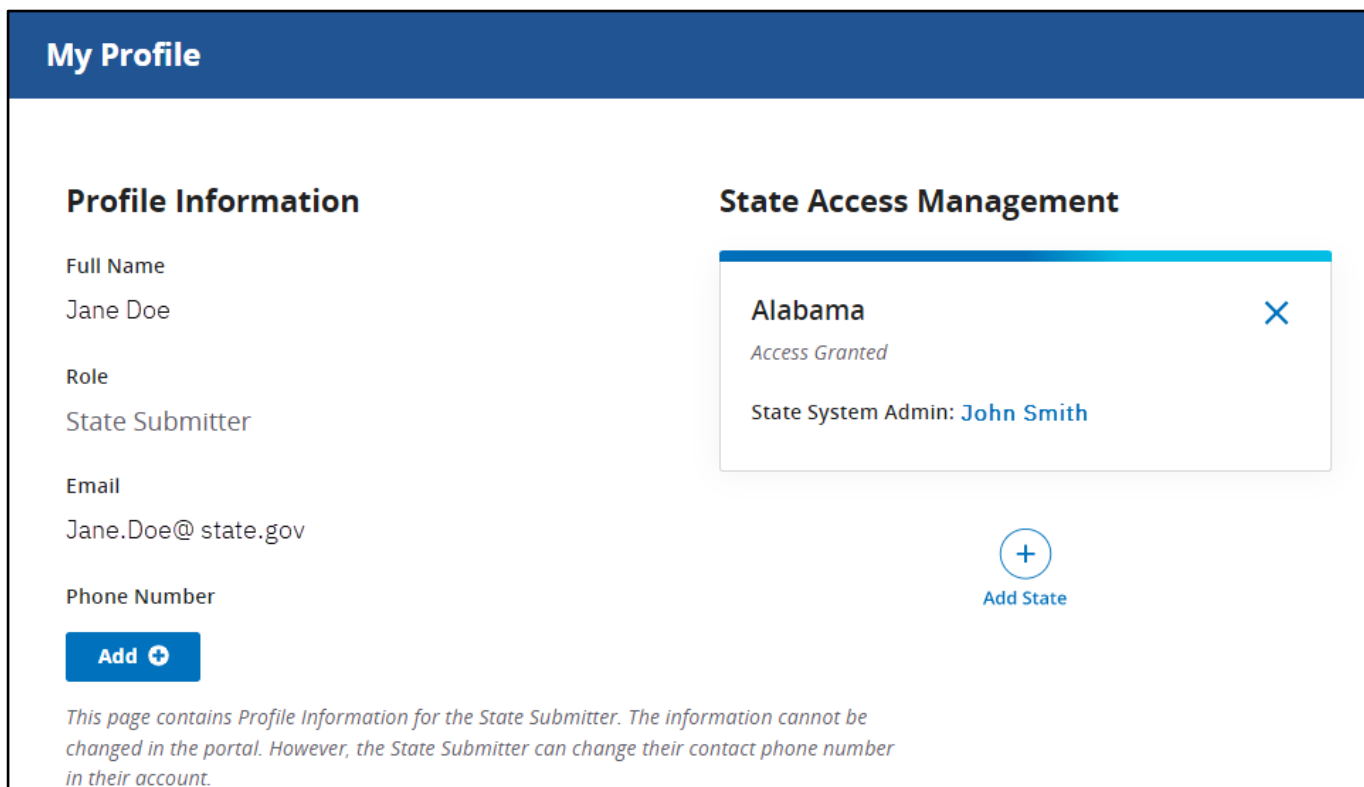 My Profile
Profile Information
Full Name
Jane Doe
Role
State Submitter
Email
Jane.Doe@ state.gov
Phone Number
Add
This page contains Profile Information for the State Submitter. The information cannot be
changed in the portal. However, the State Submitter can change their contact phone number
in their account.
State Access Management
Alabama
Access Granted
State System Admin: John Smith
Add State